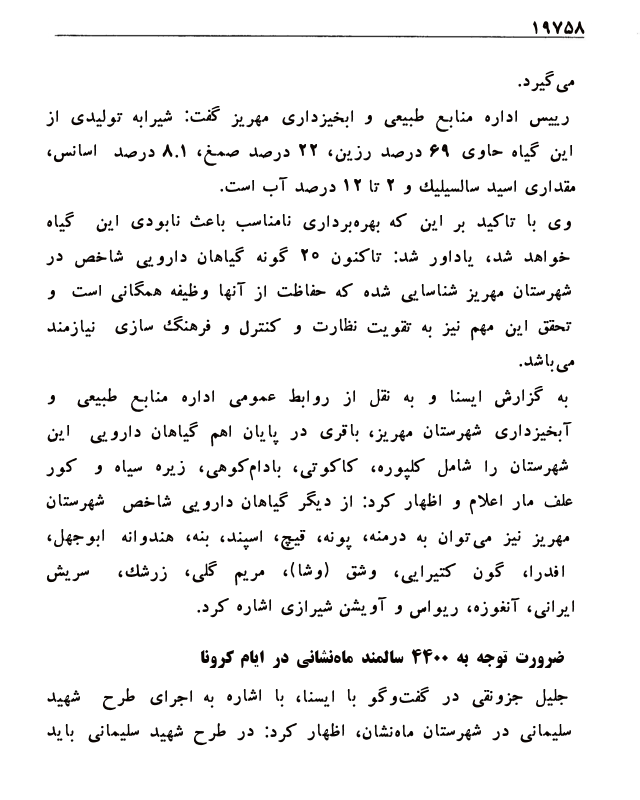 ۱۹۷۵۸
می‌گیرد.
رییس اداره منابع طبیعی و ابخیزداری مهریز گفت: شیرابه تولیدی از
این گیاه حاوی ۶۹ درصد رزین، ۲۲ درصد صمغ، ۸.۱ درصد اسانس،
مقداری اسید سالسیلیك و ۲ تا ۱۲ درصد آب است.
وی با تاکید بر این که بهره‌برداری نامناسب باعث نابودی این گیاه
خواهد شد، یاداور شد: تاکنون ۲۰ گونه گیاهان دارویی شاخص در
شهرستان مهریز شناسایی شده که حفاظت از آنها وظیفه همگانی است و
تحقق این مهم نیز به تقویت نظارت و کنترل و فرهنگ سازی نیازمند
می‌باشد.
به گزارش ایسنا و به نقل از روابط عمومی اداره منابع طبیعی و
آبخیزداری شهرستان مهریز، باقری در پایان اهم گیاهان دارویی این
شهرستان را شامل کلپوره، کاکوتی، بادام‌کوهی، زیره سیاه و کور
علف مار اعلام و اظهار کرد: از دیگر گیاهان دارویی شاخص شهرستان
مهریز نیز می‌توان به درمنه، پونه، قیچ، اسپند، بنه، هندوانه ابوجهل،
افدرا، گون کتیرایی، وشق (وشا)، مریم گلی، زرشك، سریش
ایرانی، آنغوزه، ریواس و آویشن شیرازی اشاره کرد.
ضرورت توجه به ۴۴۰۰ سالمند ماه‌نشانی در ایام کرونا
جلیل جزونقی در گفت‌وگو با ایسنا، با اشاره به اجرای طرح شهید
سلیمانی در شهرستان ماه‌نشان، اظهار کرد: در طرح شهید سلیمانی باید